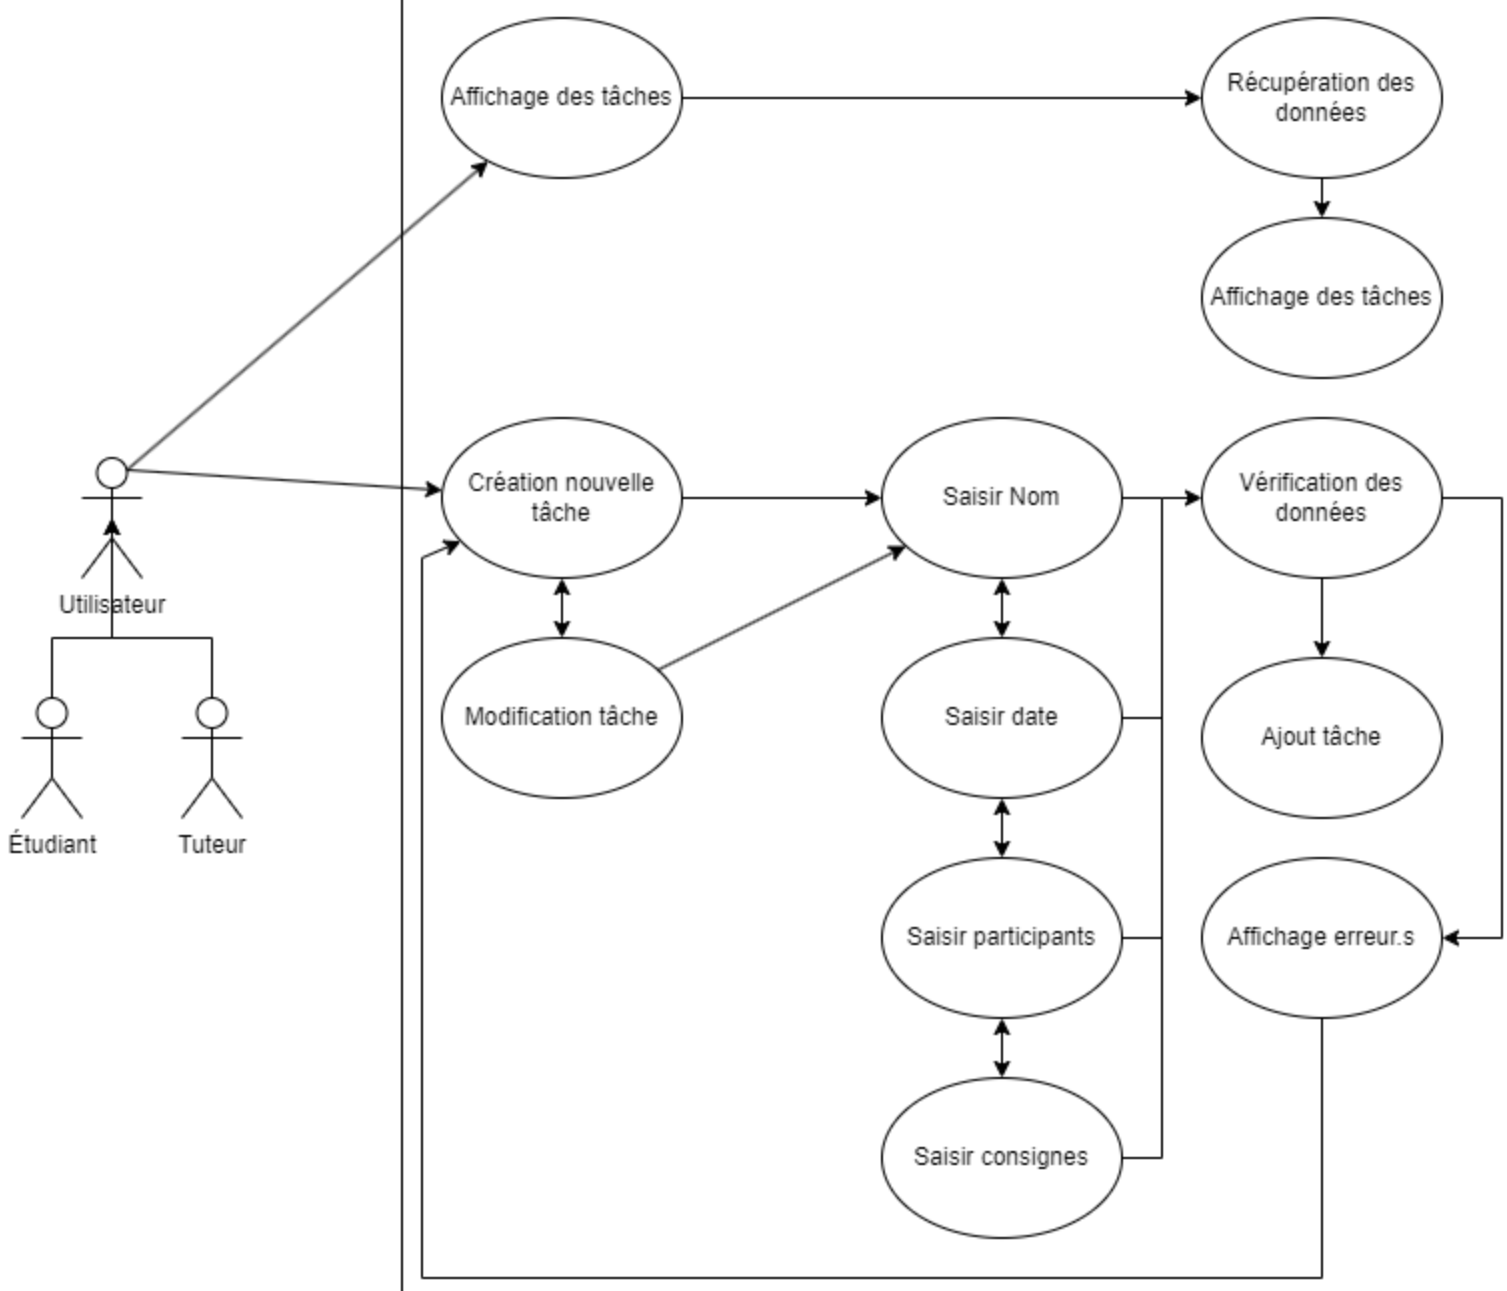 Affichage des tâches
Récupération des
données
Affichage des tâches
Création nouvelle
tâche
Saisir Nom
Vérification des
données
Utilisateur
Modification tâche
Saisir date
Ajout tâche
Étudiant
Tuteur
Saisir participants
Affichage erreur.s
Saisir consignes